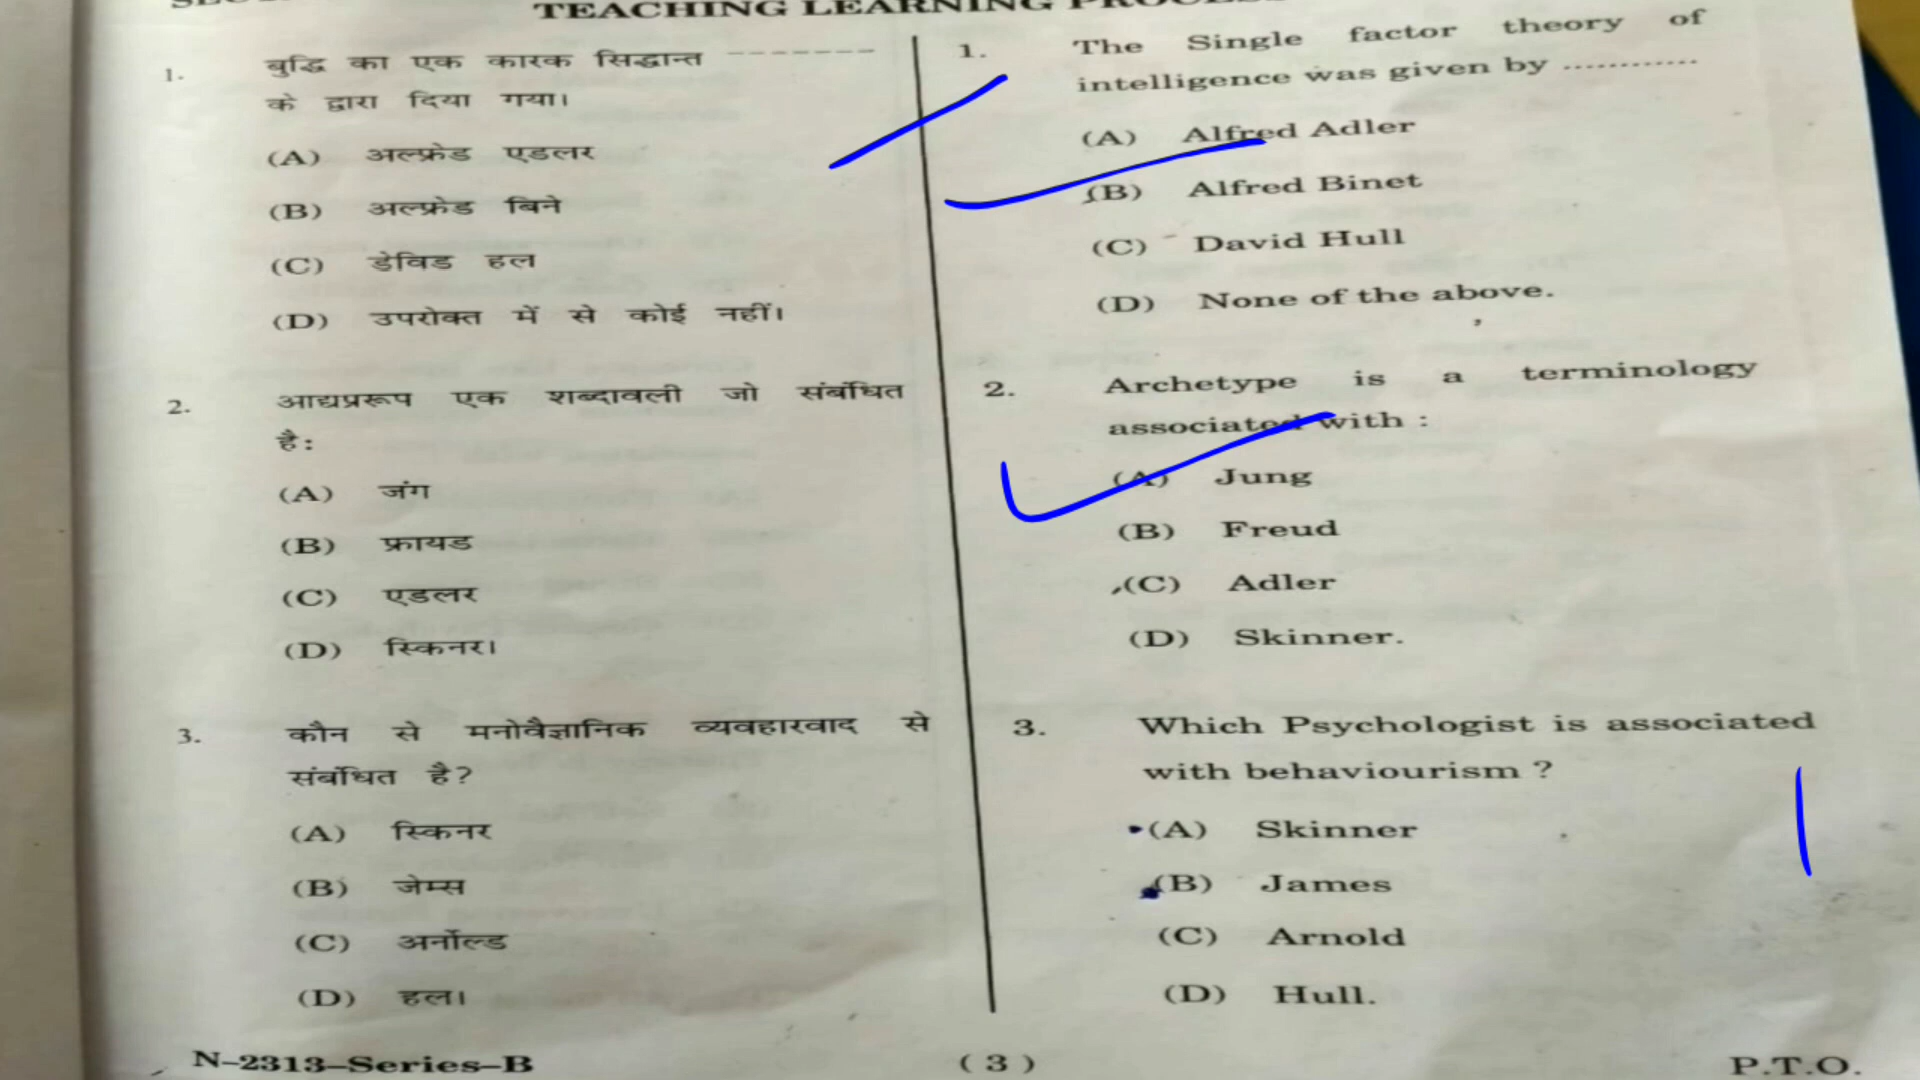 TEACHING LEARNING
1. बुद्धि का एक कारक सिद्धान्त -------
के द्वारा दिया गया।
(A) अल्फ्रेड एडलर
(B) अल्फ्रेड बिने
(C) डेविड हल
(D) उपरोक्त में से कोई नहीं।
2. आद्यप्ररूप एक शब्दावली जो संबंधित
है:
(A) जंग
(B) फ्रायड
(C) एडलर
(D) स्किनर।
3. कौन से मनोवैज्ञानिक व्यवहारवाद से
संबंधित है?
(A) स्किनर
(B) जेम्स
(C) अर्नोल्ड
(D) हल।
1. The Single factor theory of
intelligence was given by ............
(A) Alfred Adler
(B) Alfred Binet
(C) David Hull
(D) None of the above.
2. Archetype is a terminology
associated with :
(A) Jung
(B) Freud
(C) Adler
(D) Skinner.
3. Which Psychologist is associated
with behaviourism ?
(A) Skinner
(B) James
(C) Arnold
(D) Hull.
N-2313-Series-B ( 3 ) P.T.O.